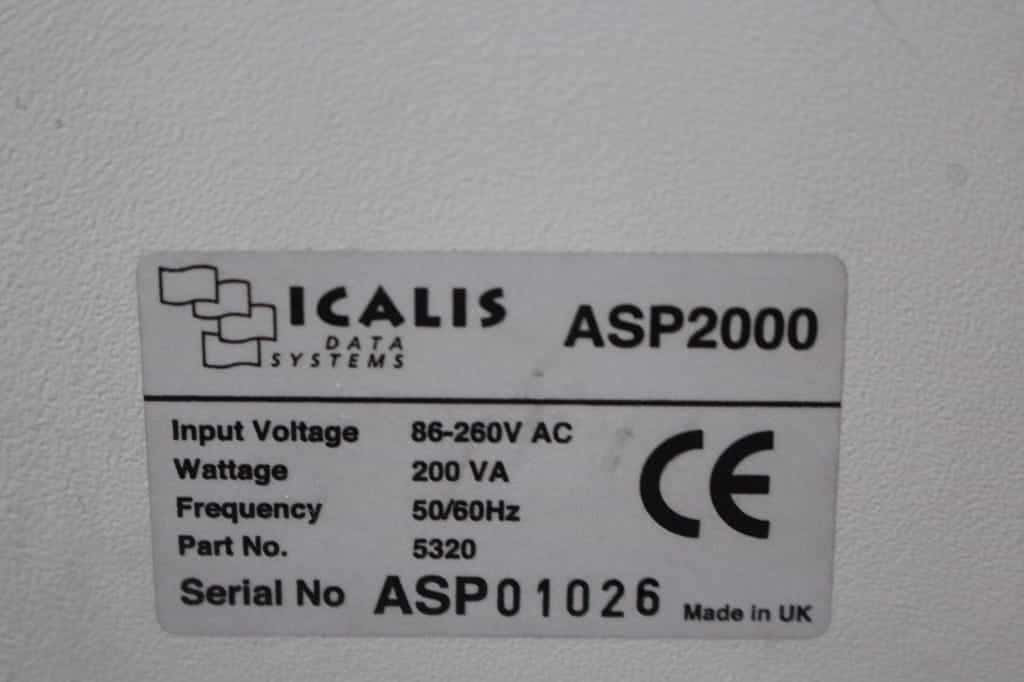 ICALIS
DATA
SYSTEMS
ASP2000
Input Voltage 86-260V AC
Wattage 200 VA
Frequency 50/60Hz
Part No. 5320
CE
Serial No ASP01026 Made in UK